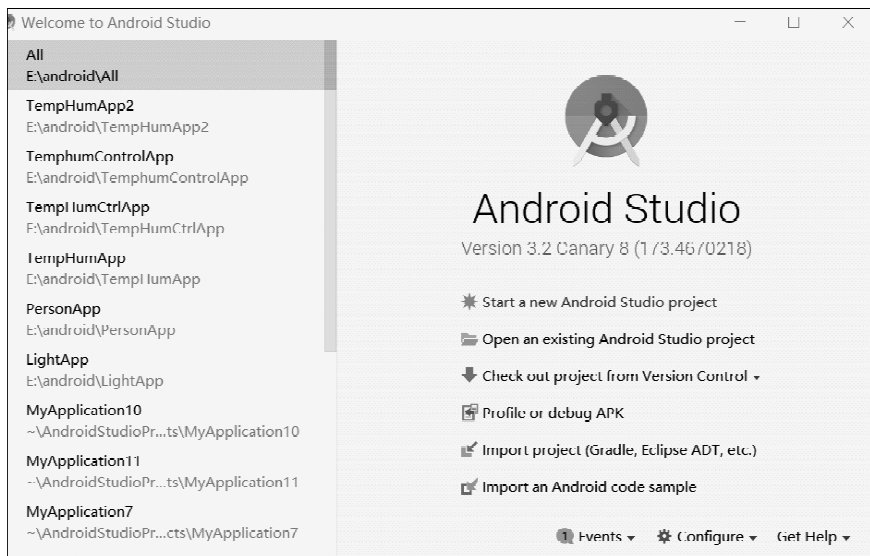 Welcome to Android Studio
All
E:\android\All
TempHumApp2
E:\android\TempHumApp2
TemphumControlApp
E:\android\TemphumControlApp
TempHumCtrlApp
E:\android\TempHumCtrlApp
TempHumApp
E:\android\TempHumApp
PersonApp
E:\android\PersonApp
LightApp
E:\android\LightApp
MyApplication10
~\AndroidStudioPr...ts\MyApplication10
MyApplication11
~\AndroidStudioPr...ts\MyApplication11
MyApplication7
~\AndroidStudioPr...cts\MyApplication7
Android Studio
Version 3.2 Canary 8 (173.4670218)
Start a new Android Studio project
Open an existing Android Studio project
Check out project from Version Control
Profile or debug APK
Import project (Gradle, Eclipse ADT, etc.)
Import an Android code sample
1 Events Configure Get Help